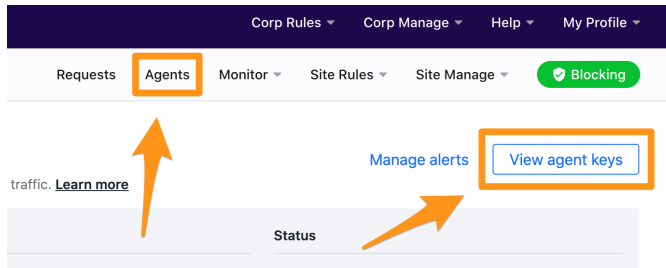 Corp Rules Corp Manage Help My Profile
Requests Agents Monitor Site Rules Site Manage Blocking
Manage alerts View agent keys
traffic. Learn more
Status